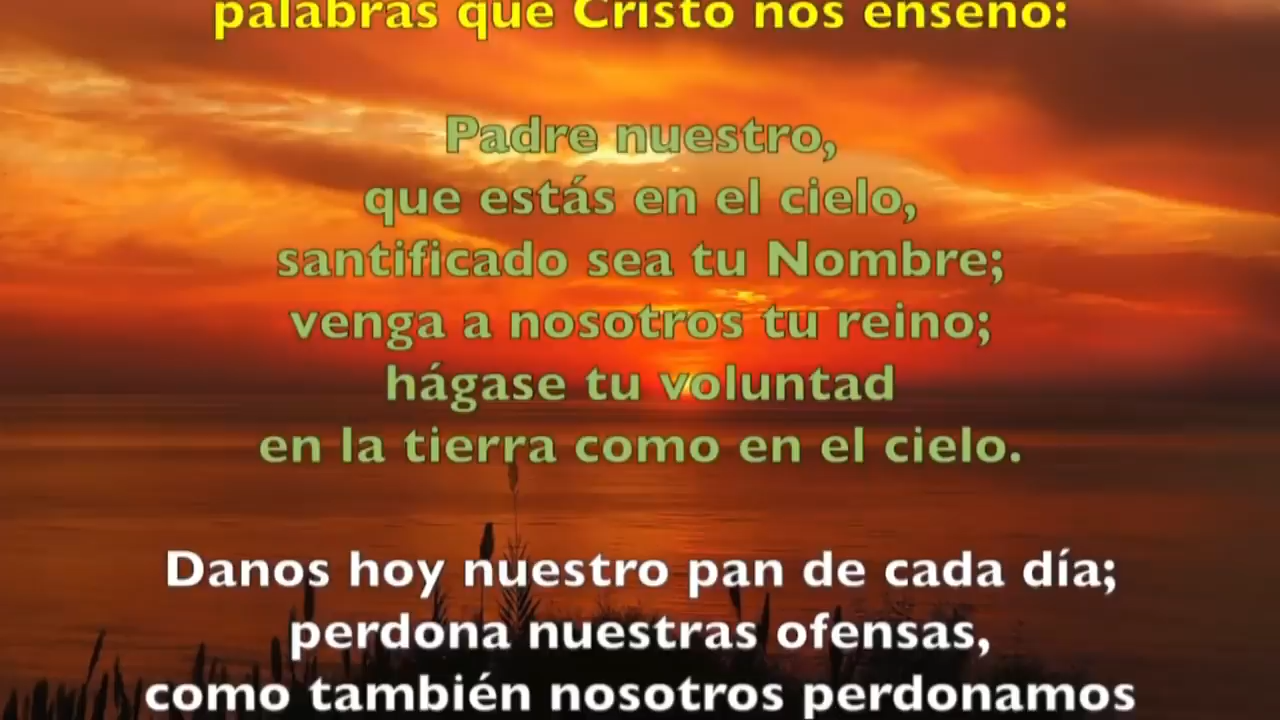 palabras que Cristo nos enseñó:
Padre nuestro,
que estás en el cielo,
santificado sea tu Nombre;
venga a nosotros tu reino;
hágase tu voluntad
en la tierra como en el cielo.
Danos hoy nuestro pan de cada día;
perdona nuestras ofensas,
como también nosotros perdonamos